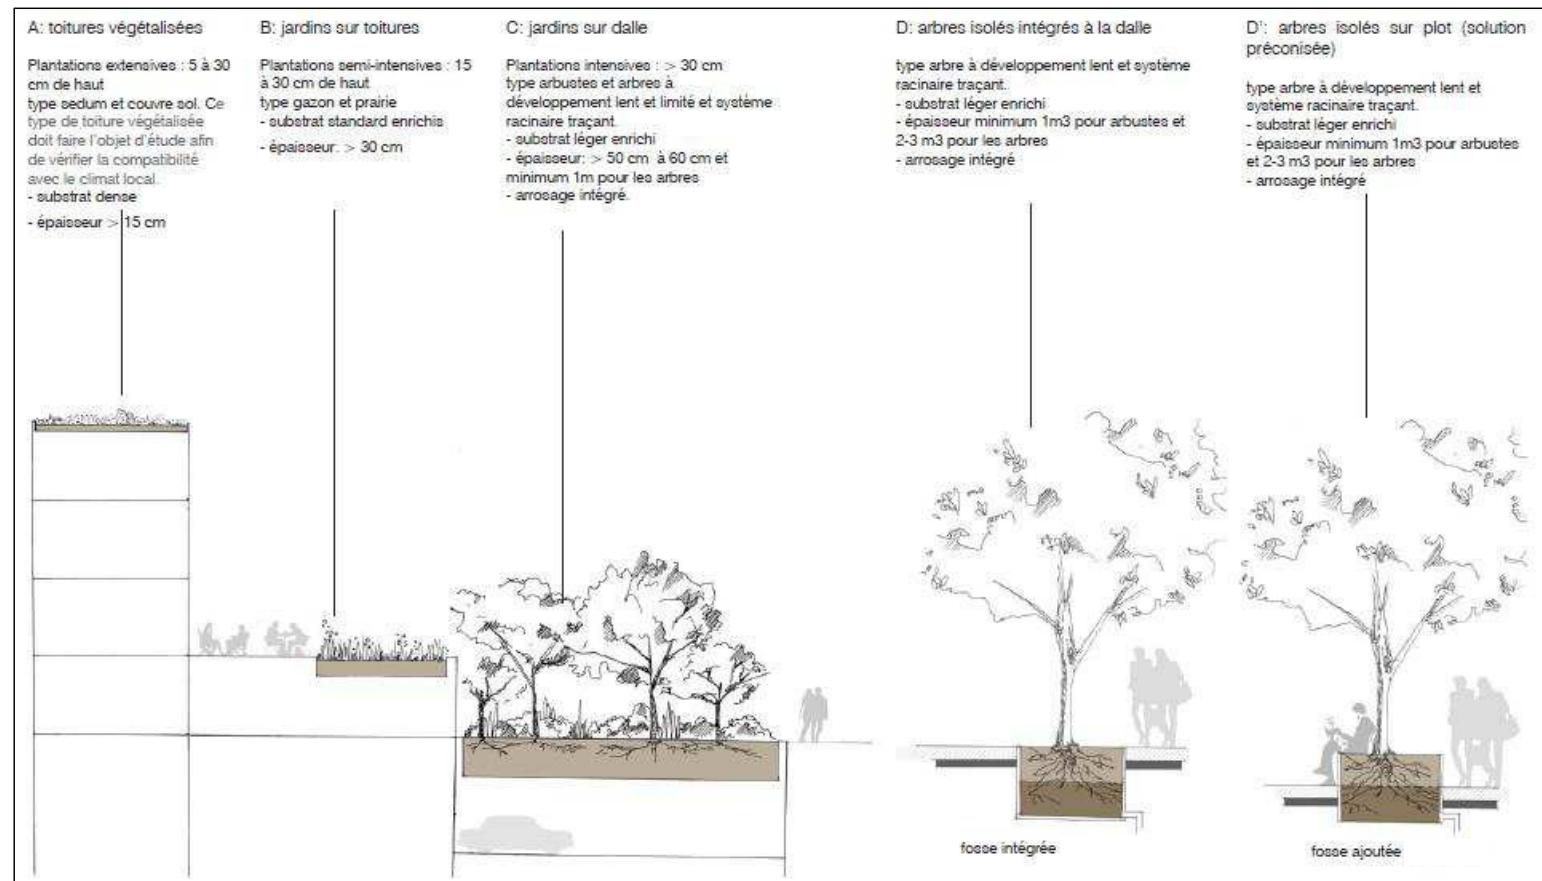 A: toitures végétalisées
Plantations extensives : 5 à 30
cm de haut
type sedum et couvre sol. Ce
type de toiture végétalisée
doit faire l'objet d'étude afin
de vérifier la compatibilité
avec le climat local.
- substrat dense
- épaisseur > 15 cm
B: jardins sur toitures
Plantations semi-intensives : 15
à 30 cm de haut
type gazon et prairie
- substrat standard enrichis
- épaisseur: > 30 cm
C: jardins sur dalle
Plantations intensives : > 30 cm
type arbustes et arbres à
développement lent et limité et système
racinaire traçant.
- substrat léger enrichi
- épaisseur: > 50 cm à 60 cm et
minimum 1m pour les arbres
- arrosage intégré.
D: arbres isolés intégrés à la dalle
type arbre à développement lent et système
racinaire traçant.
- substrat léger enrichi
- épaisseur minimum 1m3 pour arbustes et
2-3 m3 pour les arbres
- arrosage intégré
D': arbres isolés sur plot (solution
préconisée)
type arbre à développement lent et
système racinaire traçant.
- substrat léger enrichi
- épaisseur minimum 1m3 pour arbustes
et 2-3 m3 pour les arbres
- arrosage intégré
fosse intégrée
fosse ajoutée